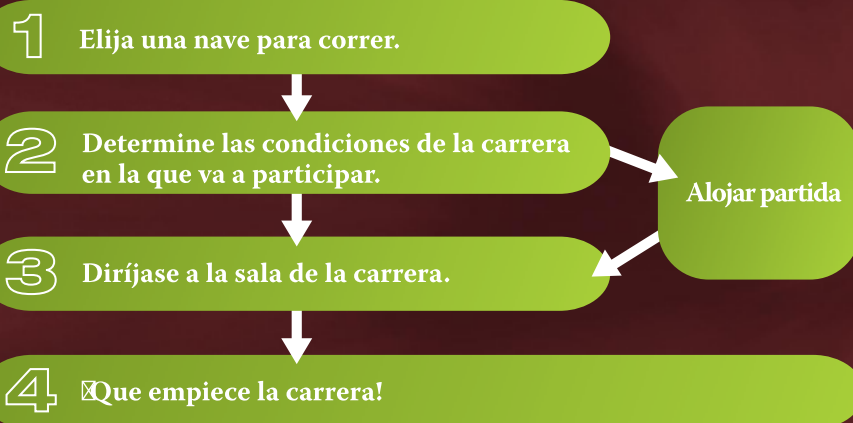 1 Elija una nave para correr.
2 Determine las condiciones de la carrera
en la que va a participar.
Alojar partida
3 Diríjase a la sala de la carrera.
4 Que empiece la carrera!